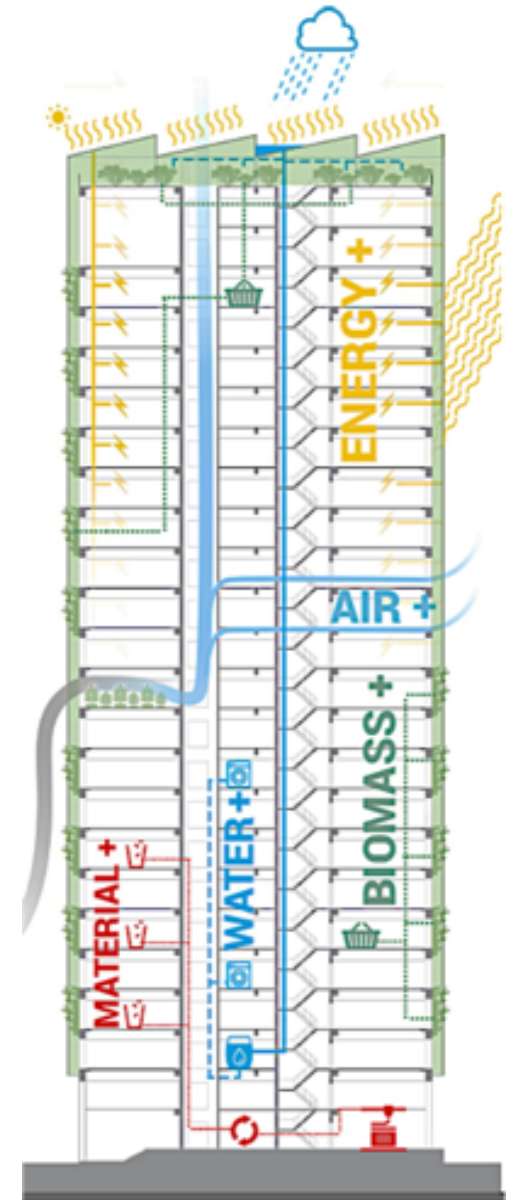 ENERGY +
AIR +
BIOMASS +
WATER +
MATERIAL +